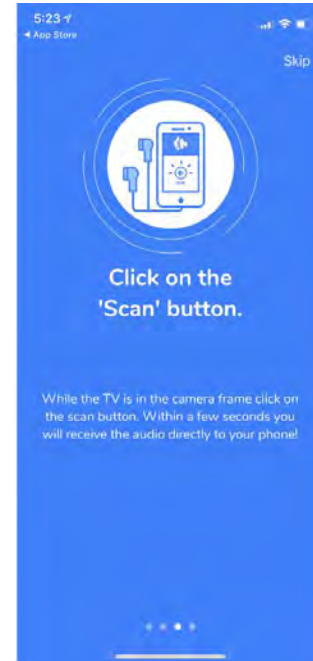 5:23
◀ App Store
Skip
Click on the
'Scan' button.
While the TV is in the camera frame click on
the scan button. Within a few seconds you
will receive the audio directly to your phone!